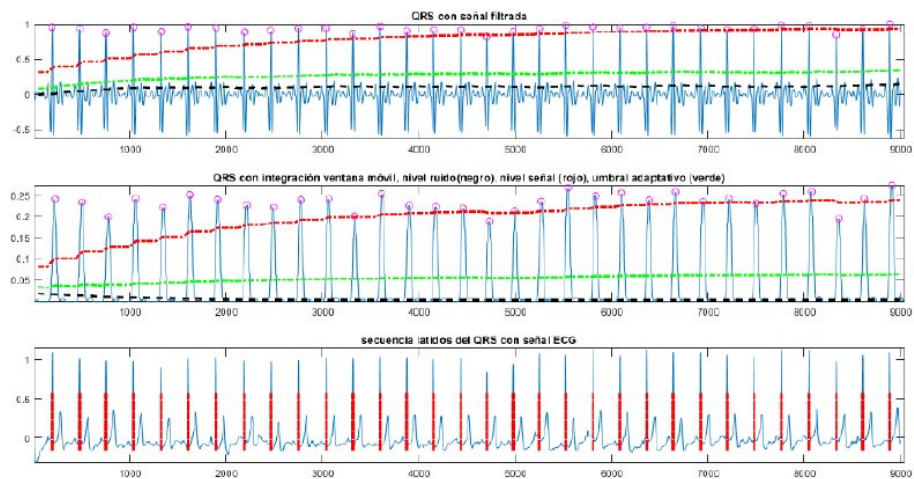 QRS con señal filtrada
1
0.5
0
-0.5
1000 2000 3000 4000 5000 6000 7000 8000 9000
QRS con integración ventana móvil, nivel ruido(negro), nivel señal (rojo), umbral adaptativo (verde)
0.25
0.2
0.15
0.1
0.05
1000 2000 3000 4000 5000 6000 7000 8000 9000
secuencia latidos del QRS con señal ECG
1
0.5
0
1000 2000 3000 4000 5000 6000 7000 8000 9000